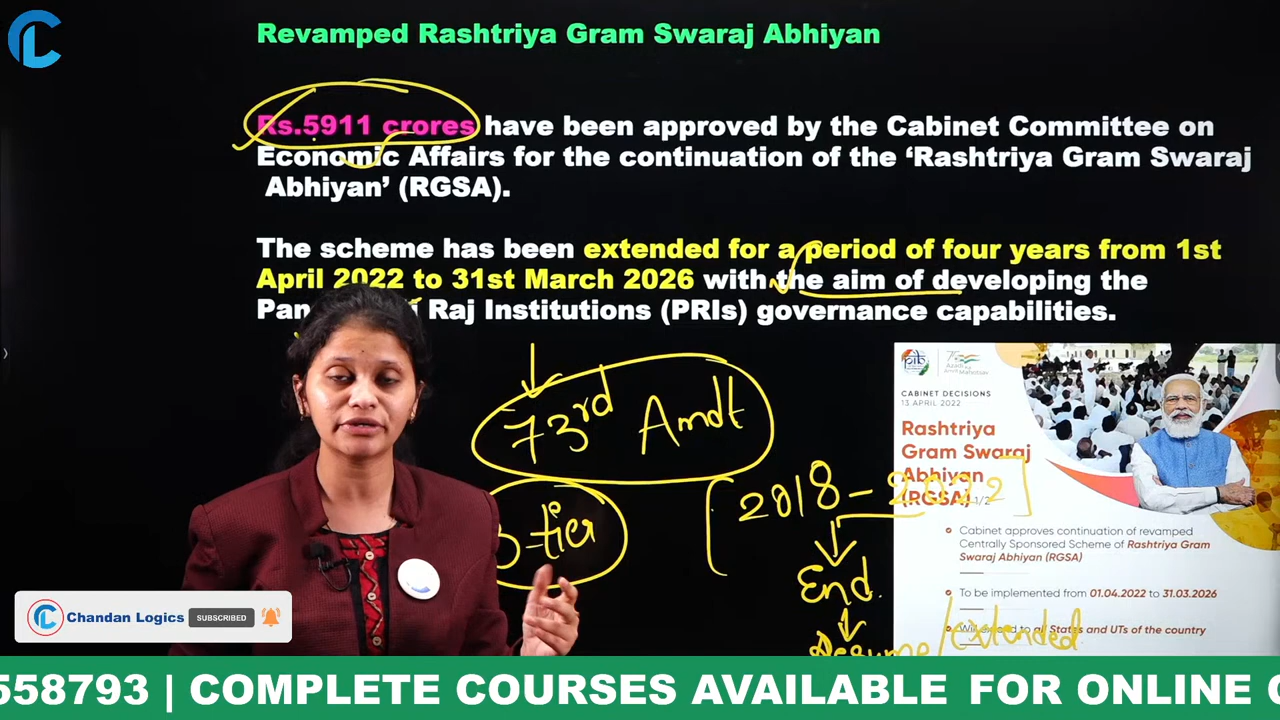 Revamped Rashtriya Gram Swaraj Abhiyan
Rs.5911 crores have been approved by the Cabinet Committee on
Economic Affairs for the continuation of the ‘Rashtriya Gram Swaraj
Abhiyan’ (RGSA).
The scheme has been extended for a period of four years from 1st
April 2022 to 31st March 2026 with the aim of developing the
Raj Institutions (PRIs) governance capabilities.
73rd Amdt
3-tier
[2018 - 2022]
End.
Resume/extended
CABINET DECISIONS
13 APRIL 2022
Rashtriya
Gram Swaraj
Abhiyan
(RGSA) 1/2
Cabinet approves continuation of revamped
Centrally Sponsored Scheme of Rashtriya Gram
Swaraj Abhiyan (RGSA)
To be implemented from 01.04.2022 to 31.03.2026
to all States and UTs of the country
Chandan Logics SUBSCRIBED
558793 | COMPLETE COURSES AVAILABLE FOR ONLINE